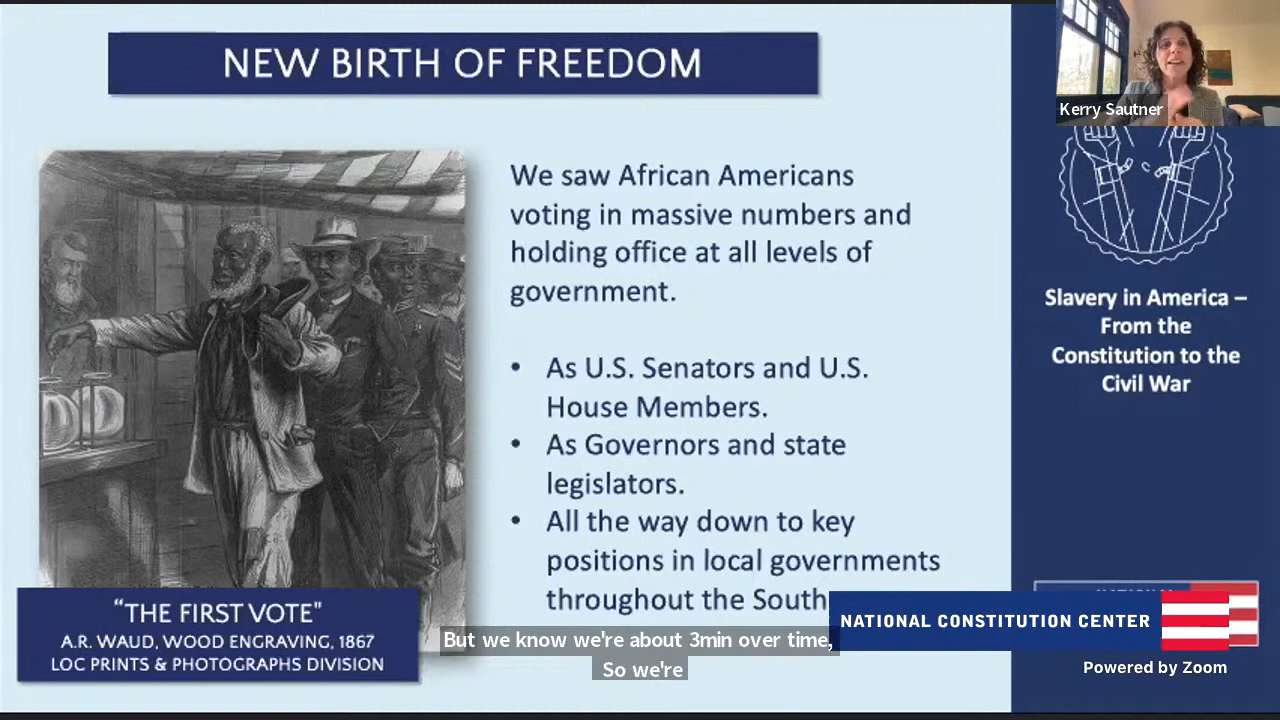 NEW BIRTH OF FREEDOM
Kerry Sautner
We saw African Americans
voting in massive numbers and
holding office at all levels of
government.
• As U.S. Senators and U.S.
House Members.
• As Governors and state
legislators.
• All the way down to key
positions in local governments
throughout the South
“THE FIRST VOTE"
A.R. WAUD, WOOD ENGRAVING, 1867
LOC PRINTS & PHOTOGRAPHS DIVISION
Slavery in America –
From the
Constitution to the
Civil War
NATIONAL CONSTITUTION CENTER
Powered by Zoom
But we know we're about 3min over time,
So we're